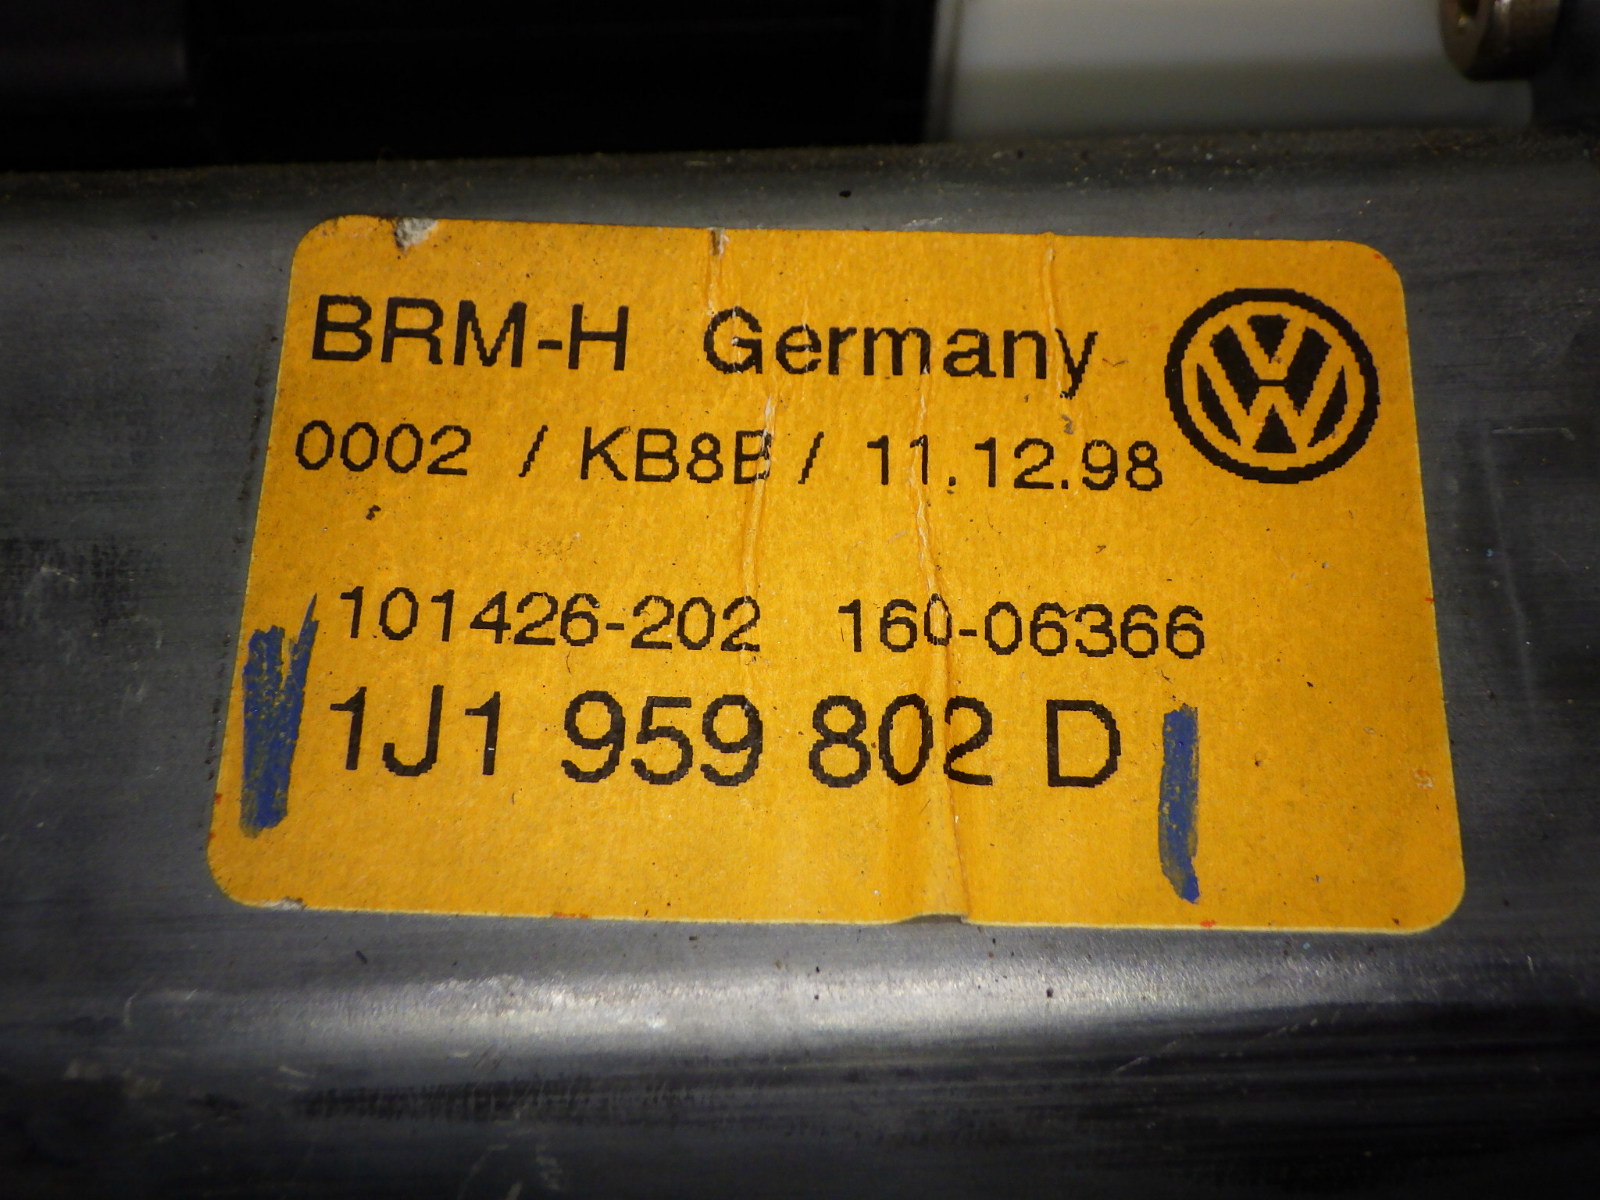 BRM-H Germany
0002 / KB8B / 11.12.98
101426-202 160-06366
1J1 959 802 D